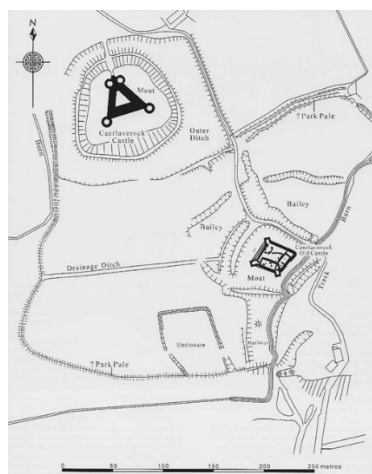 N
Moat
Caerlaverock
Castle
Outer
Ditch
? Park Pale
Burn
Bailey
Bailey
Burn
Caerlaverock
Old Castle
Moat
Track
Drainage Ditch
Enclosure
Harbour
? Park Pale
0 50 100 150 200 250 metres